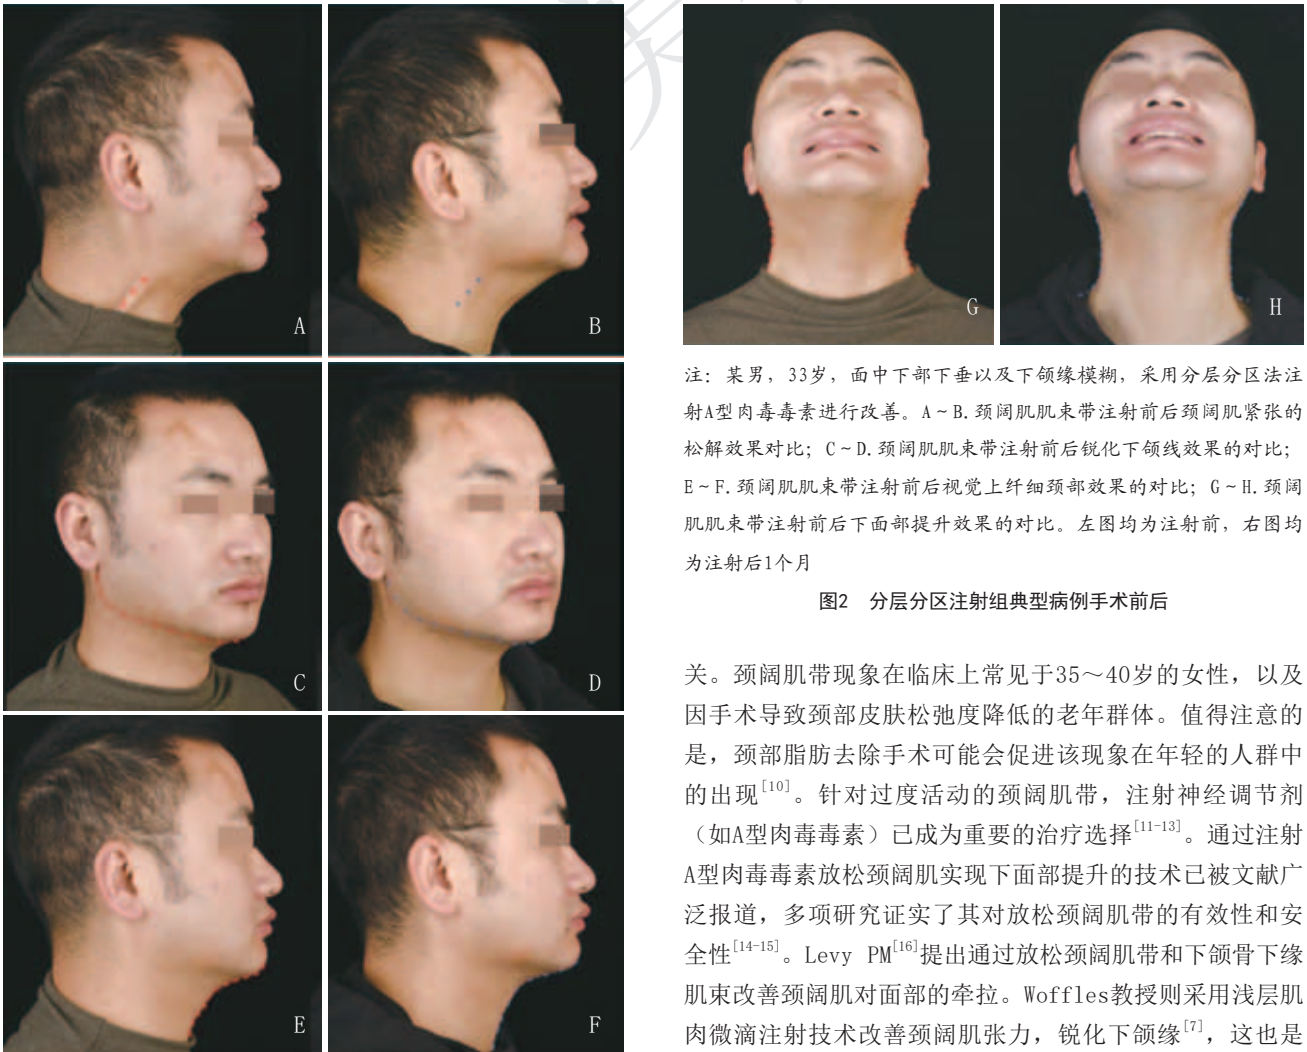 美
A
B
C
D
E
F
G
H
注：某男，33岁，面中下部下垂以及下颌缘模糊，采用分层分区法注
射A型肉毒毒素进行改善。A～B.颈阔肌肌束带注射前后颈阔肌紧张的
松解效果对比；C～D.颈阔肌肌束带注射前后锐化下颌线效果的对比；
E～F.颈阔肌肌束带注射前后视觉上纤细颈部效果的对比；G～H.颈阔
肌肌束带注射前后下面部提升效果的对比。左图均为注射前，右图均
为注射后1个月
图2 分层分区注射组典型病例手术前后
关。颈阔肌带现象在临床上常见于35～40岁的女性，以及
因手术导致颈部皮肤松弛度降低的老年群体。值得注意的
是，颈部脂肪去除手术可能会促进该现象在年轻的人群中
的出现[10]。针对过度活动的颈阔肌带，注射神经调节剂
（如A型肉毒毒素）已成为重要的治疗选择[11-13]。通过注射
A型肉毒毒素放松颈阔肌实现下面部提升的技术已被文献广
泛报道，多项研究证实了其对放松颈阔肌带的有效性和安
全性[14-15]。Levy PM[16]提出通过放松颈阔肌带和下颌骨下缘
肌束改善颈阔肌对面部的牵拉。Woffles教授则采用浅层肌
肉微滴注射技术改善颈阔肌张力，锐化下颌缘[7]，这也是